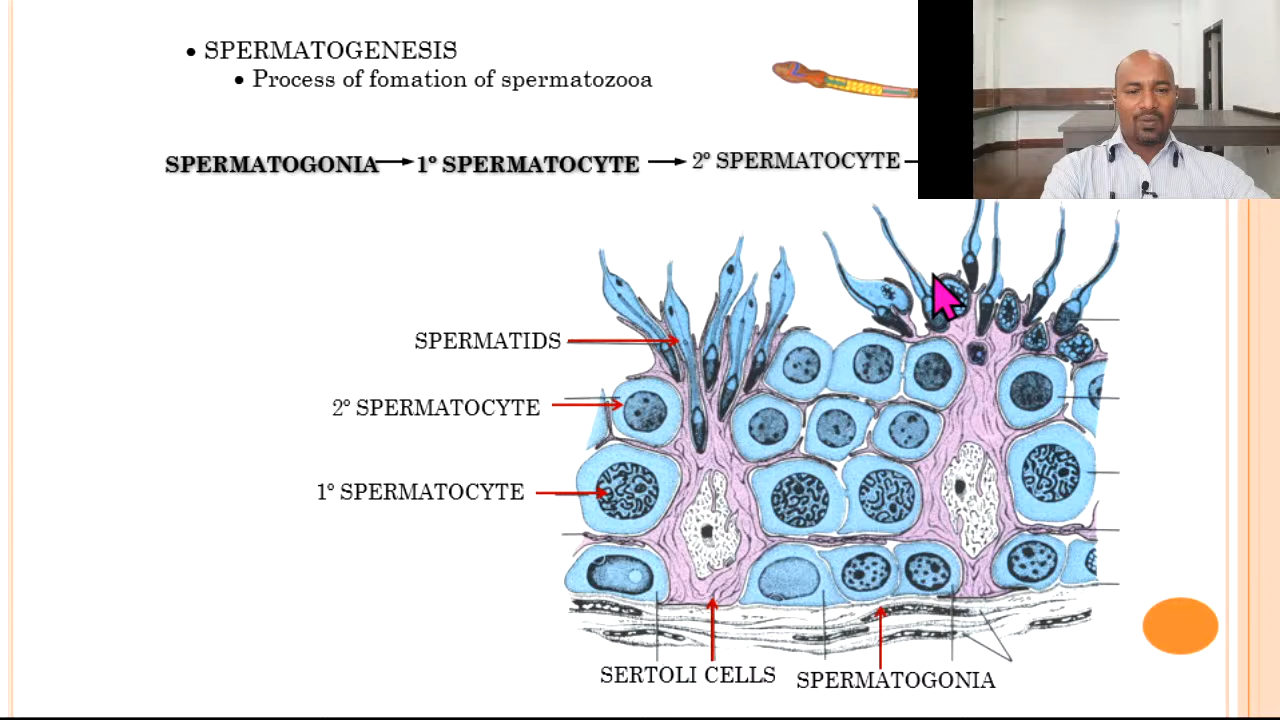 • SPERMATOGENESIS
• Process of fomation of spermatozooa
SPERMATOGONIA → 1° SPERMATOCYTE → 2° SPERMATOCYTE
SPERMATIDS
2° SPERMATOCYTE
1° SPERMATOCYTE
SERTOLI CELLS
SPERMATOGONIA